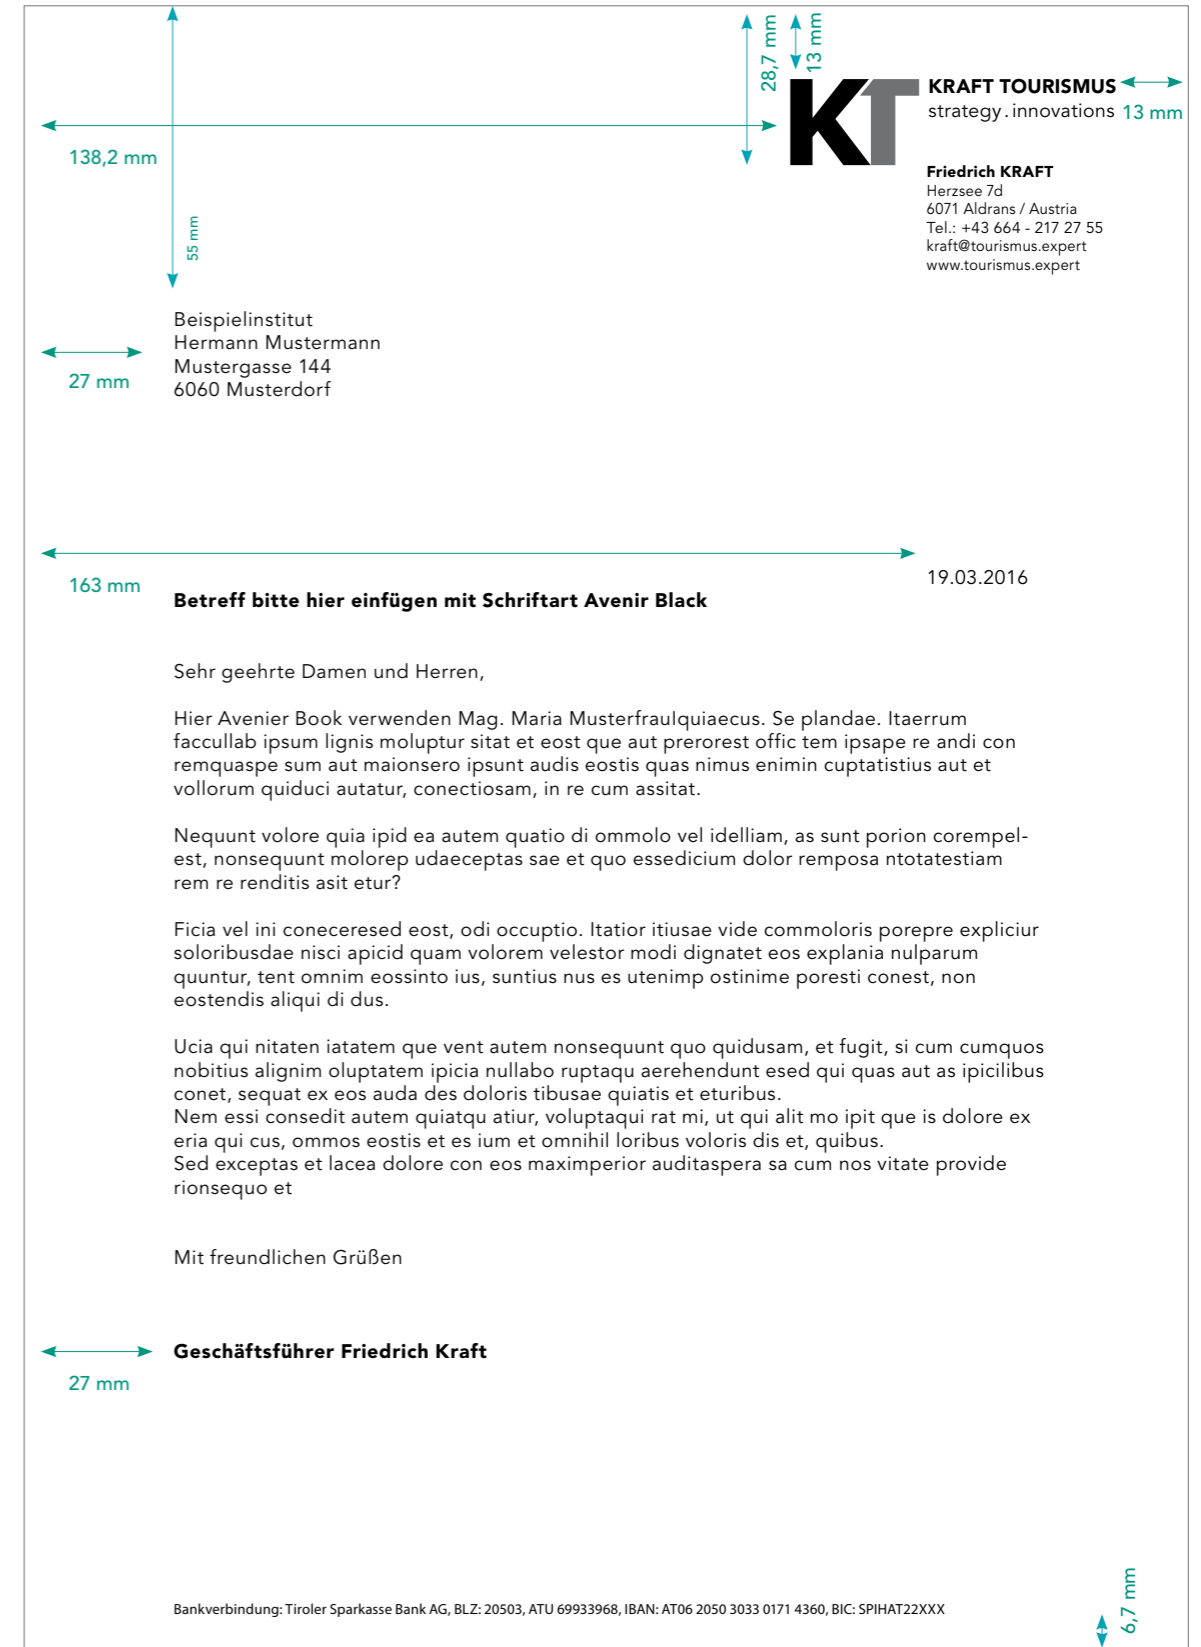 28,7 mm
13 mm
KT
KRAFT TOURISMUS
strategy . innovations
13 mm
138,2 mm
55 mm
Friedrich KRAFT
Herzsee 7d
6071 Aldrans / Austria
Tel.: +43 664 - 217 27 55
kraft@tourismus.expert
www.tourismus.expert
Beispielinstitut
Hermann Mustermann
Mustergasse 144
6060 Musterdorf
27 mm
163 mm
19.03.2016
Betreff bitte hier einfügen mit Schriftart Avenir Black
Sehr geehrte Damen und Herren,
Hier Avenier Book verwenden Mag. Maria MusterfrauIquiaecus. Se plandae. Itaerrum
faccullab ipsum lignis moluptur sitat et eost que aut prerorest offic tem ipsape re andi con
remquaspe sum aut maionsero ipsunt audis eostis quas nimus enimin cuptatistius aut et
vollorum quiduci autatur, conectiosam, in re cum assitat.
Nequunt volore quia ipid ea autem quatio di ommolo vel idelliam, as sunt porion corempel-
est, nonsequunt molorep udaeceptas sae et quo essedicium dolor remposa ntotatestiam
rem re renditis asit etur?
Ficia vel ini coneceresed eost, odi occuptio. Itatior itiusae vide commoloris porepre expliciur
soloribusdae nisci apicid quam volorem velestor modi dignatet eos explania nulparum
quuntur, tent omnim eossinto ius, suntius nus es utenimp ostinime poresti conest, non
eostendis aliqui di dus.
Ucia qui nitaten iatatem que vent autem nonsequunt quo quidusam, et fugit, si cum cumquos
nobitius alignim oluptatem ipicia nullabo ruptaqu aerehendunt esed qui quas aut as ipicilibus
conet, sequat ex eos auda des doloris tibusae quiatis et eturibus.
Nem essi consedit autem quiatqu atiur, voluptaqui rat mi, ut qui alit mo ipit que is dolore ex
eria qui cus, ommos eostis et es ium et omnihil loribus voloris dis et, quibus.
Sed exceptas et lacea dolore con eos maximperior auditaspera sa cum nos vitate provide
rionsequo et
Mit freundlichen Grüßen
Geschäftsführer Friedrich Kraft
27 mm
Bankverbindung: Tiroler Sparkasse Bank AG, BLZ: 20503, ATU 69933968, IBAN: AT06 2050 3033 0171 4360, BIC: SPIHAT22XXX
6,7 mm